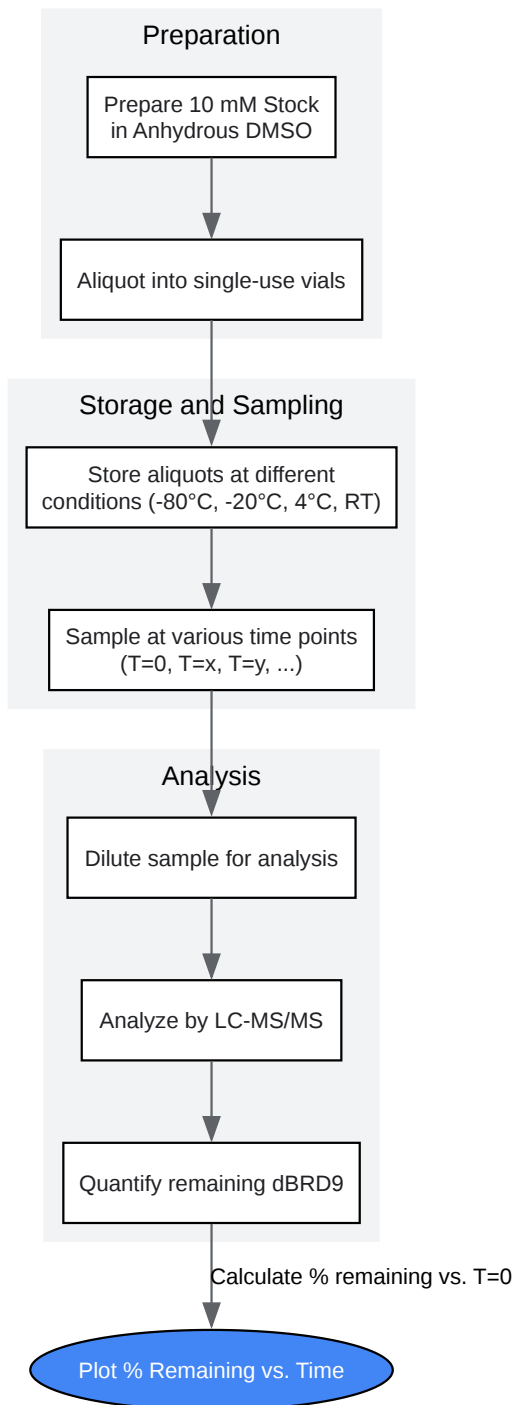 Preparation
Prepare 10 mM Stock
in Anhydrous DMSO
Aliquot into single-use vials
Storage and Sampling
Store aliquots at different
conditions (-80°C, -20°C, 4°C, RT)
Sample at various time points
(T=0, T=x, T=y, ...)
Analysis
Dilute sample for analysis
Analyze by LC-MS/MS
Quantify remaining dBRD9
Calculate % remaining vs. T=0
Plot % Remaining vs. Time